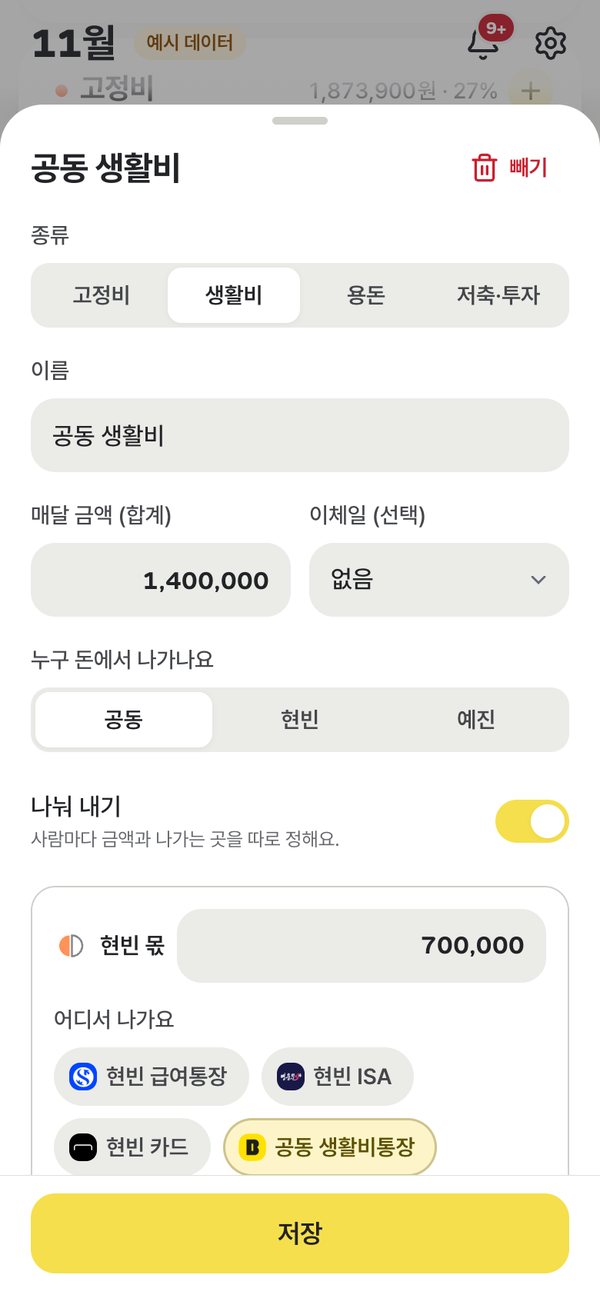 11월 예시 데이터 9+
고정비 1,873,900원 · 27%
공동 생활비 빼기
종류
고정비 생활비 용돈 저축·투자
이름
공동 생활비
매달 금액 (합계) 이체일 (선택)
1,400,000 없음
누구 돈에서 나가나요
공동 현빈 예진
나눠 내기
사람마다 금액과 나가는 곳을 따로 정해요.
현빈 몫 700,000
어디서 나가요
현빈 급여통장 현빈 ISA
현빈 카드 B 공동 생활비통장
저장